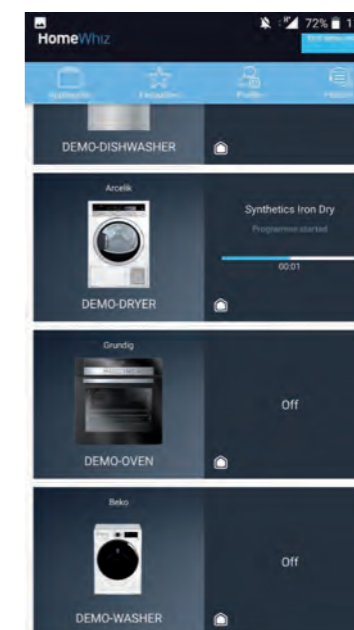 72% 1
HomeWhiz
DEMO-DISHWASHER
Arcelik
DEMO-DRYER
Synthetics Iron Dry
Programme started
00:01
Grundig
DEMO-OVEN
Off
Beko
DEMO-WASHER
Off